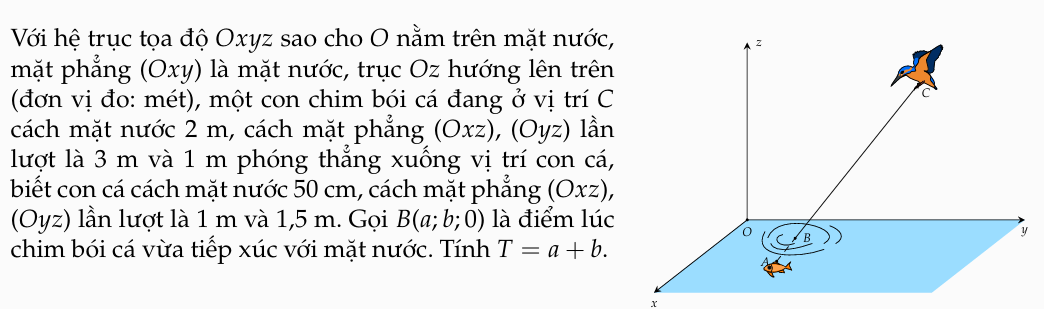 Với hệ trục tọa độ Oxyz sao cho O nằm trên mặt nước,
mặt phẳng (Oxy) là mặt nước, trục Oz hướng lên trên
(đơn vị đo: mét), một con chim bói cá đang ở vị trí C
cách mặt nước 2 m, cách mặt phẳng (Oxz), (Oyz) lần
lượt là 3 m và 1 m phóng thẳng xuống vị trí con cá,
biết con cá cách mặt nước 50 cm, cách mặt phẳng (Oxz),
(Oyz) lần lượt là 1 m và 1,5 m. Gọi B(a; b; 0) là điểm lúc
chim bói cá vừa tiếp xúc với mặt nước. Tính T = a + b.
z
C
O
B
y
A
x